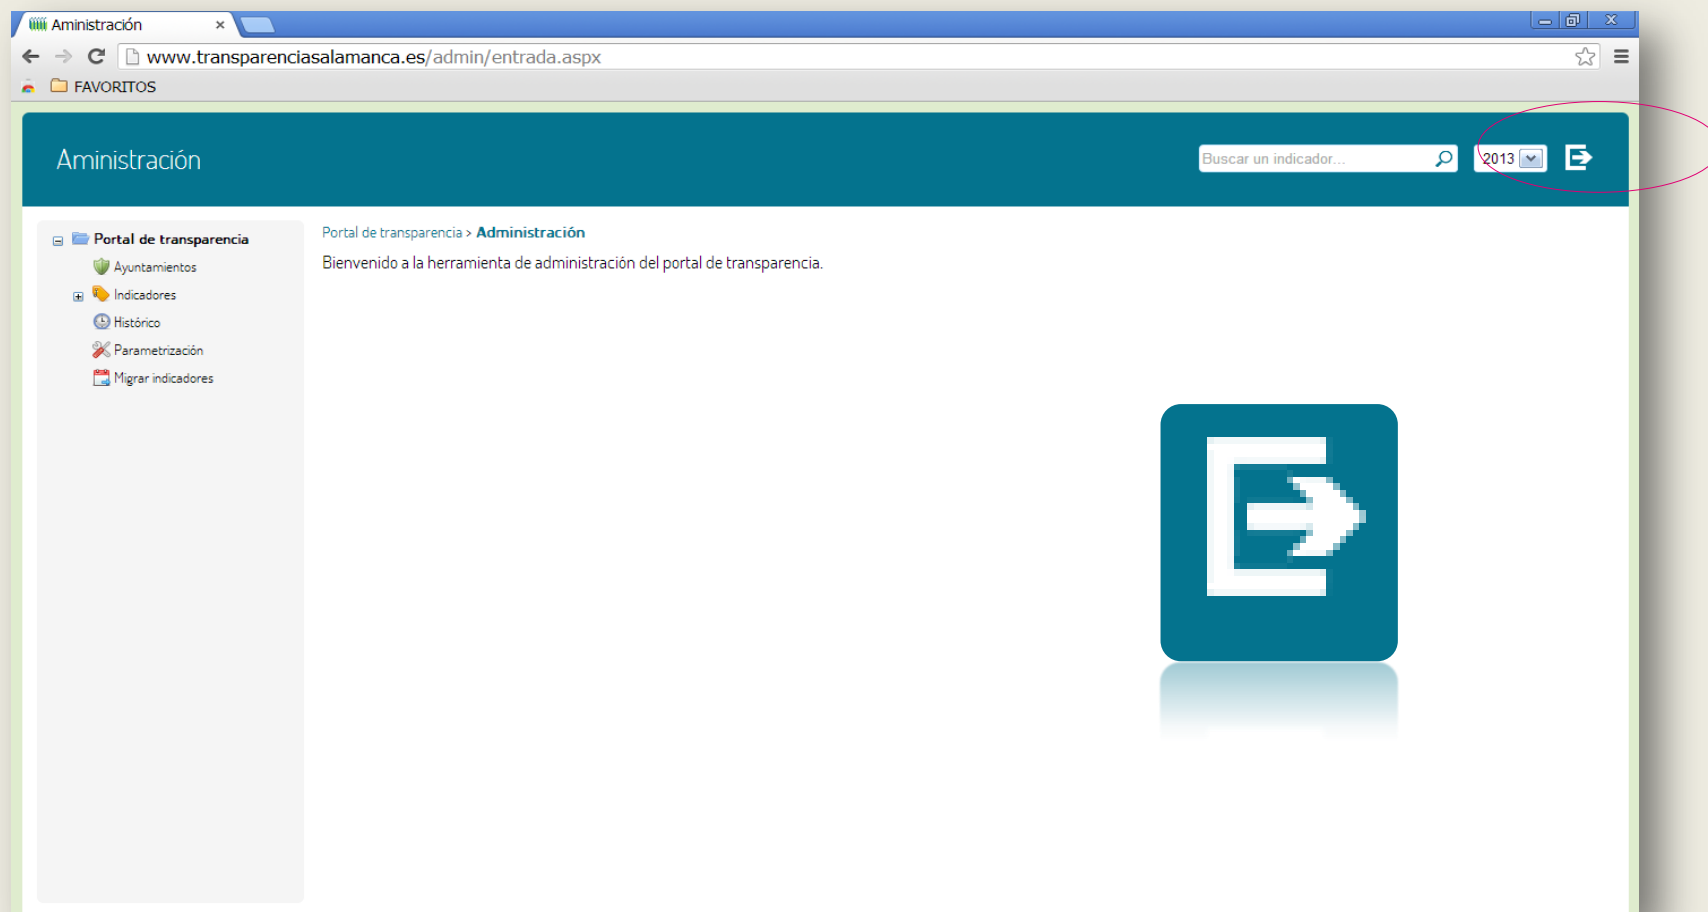 Aministración
www.transparenciasalamanca.es/admin/entrada.aspx
FAVORITOS
Aministración
Buscar un indicador...
2013
Portal de transparencia
Ayuntamientos
Indicadores
Histórico
Parametrización
Migrar indicadores
Portal de transparencia > Administración
Bienvenido a la herramienta de administración del portal de transparencia.